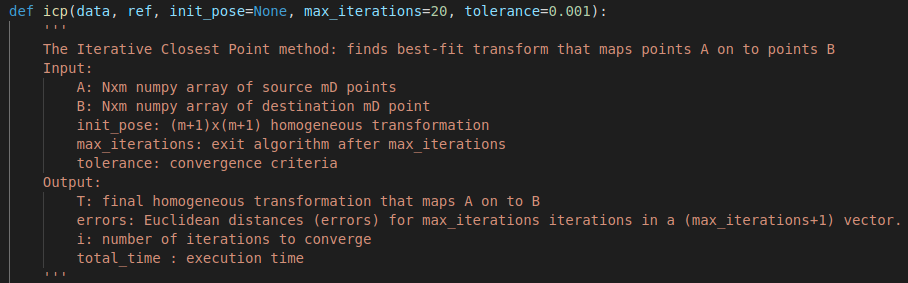 def icp(data, ref, init_pose=None, max_iterations=20, tolerance=0.001):
'''
The Iterative Closest Point method: finds best-fit transform that maps points A on to points B
Input:
A: Nxm numpy array of source mD points
B: Nxm numpy array of destination mD point
init_pose: (m+1)x(m+1) homogeneous transformation
max_iterations: exit algorithm after max_iterations
tolerance: convergence criteria
Output:
T: final homogeneous transformation that maps A on to B
errors: Euclidean distances (errors) for max_iterations iterations in a (max_iterations+1) vector.
i: number of iterations to converge
total_time : execution time
'''